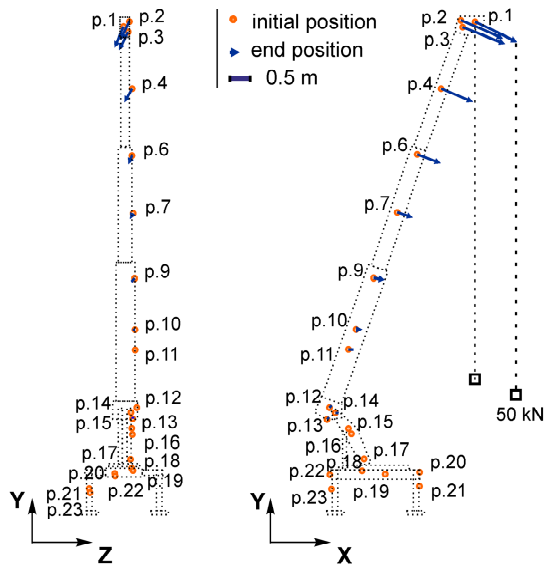 p.1 p.2
p.3
initial position
end position
0.5 m
p.2 p.1
p.3
p.4
p.4
p.6
p.6
p.7
p.7
p.9
p.9
p.10
p.10
p.11
p.11
p.12
p.14
p.13
p.15
p.16
p.17
p.18
p.20
p.19
p.21
p.22
p.23
p.12
p.14
p.13
p.15
p.16
p.17
p.18
p.22
p.20
p.19
p.23
p.21
50 kN
Y
Z
Y
X